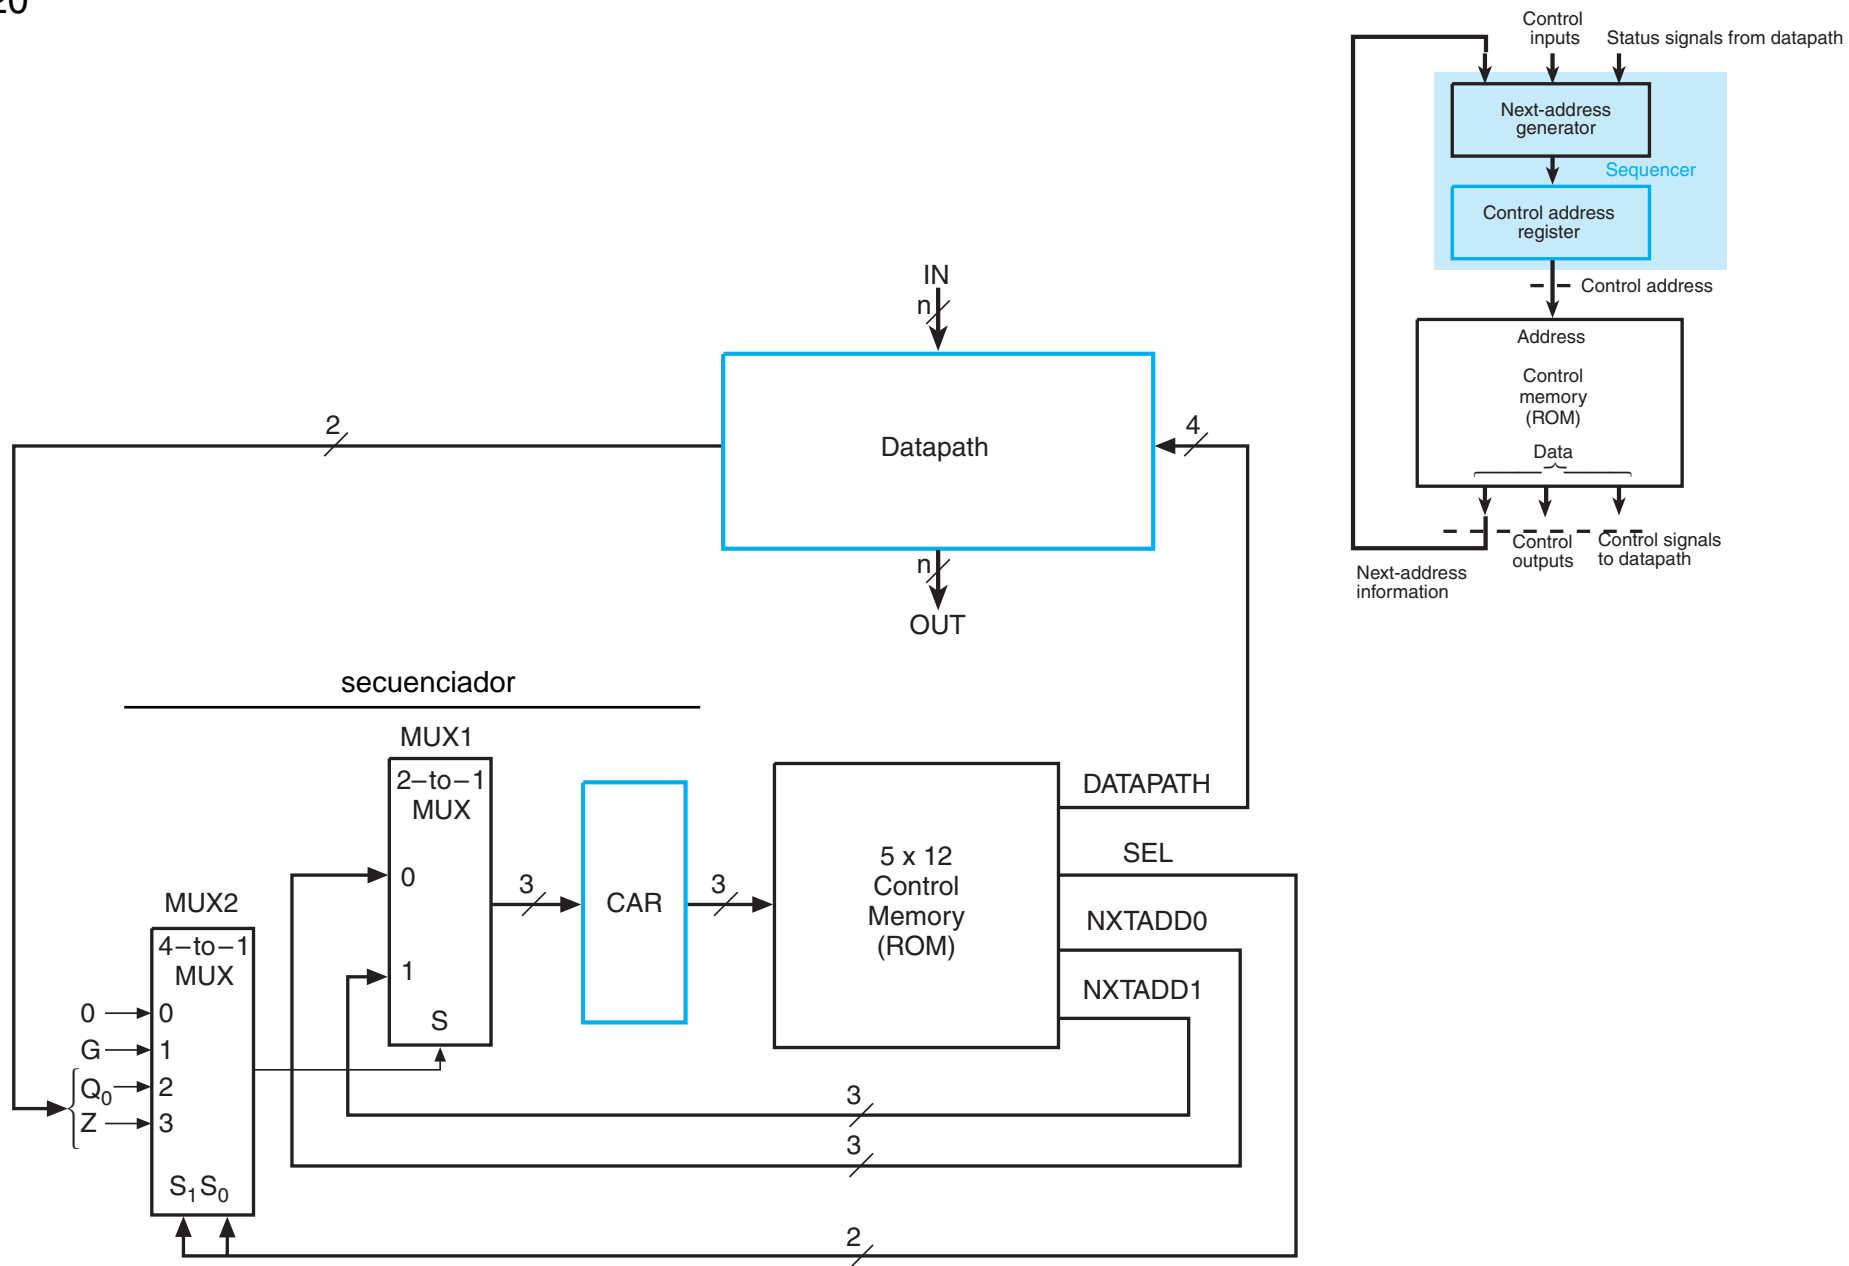 20
Control
inputs
Status signals from datapath
Next-address
generator
Sequencer
Control address
register
Control address
Address
Control
memory
(ROM)
Data
Control
outputs
Control signals
to datapath
Next-address
information
IN
n
2
Datapath
4
n
OUT
secuenciador
MUX1
2–to–1
MUX
0
1
S
3
CAR
3
5 x 12
Control
Memory
(ROM)
DATAPATH
SEL
NXTADD0
NXTADD1
MUX2
4–to–1
MUX
0 0
G 1
Q0 2
Z 3
S1S0
3
3
2